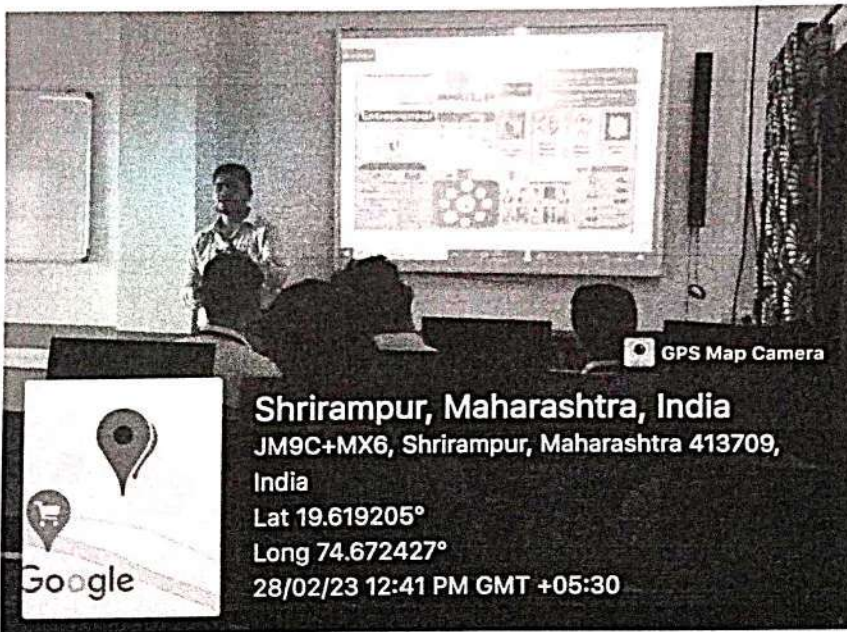 Entrepreneur
GPS Map Camera
Shrirampur, Maharashtra, India
JM9C+MX6, Shrirampur, Maharashtra 413709,
India
Lat 19.619205°
Long 74.672427°
28/02/23 12:41 PM GMT +05:30
Google